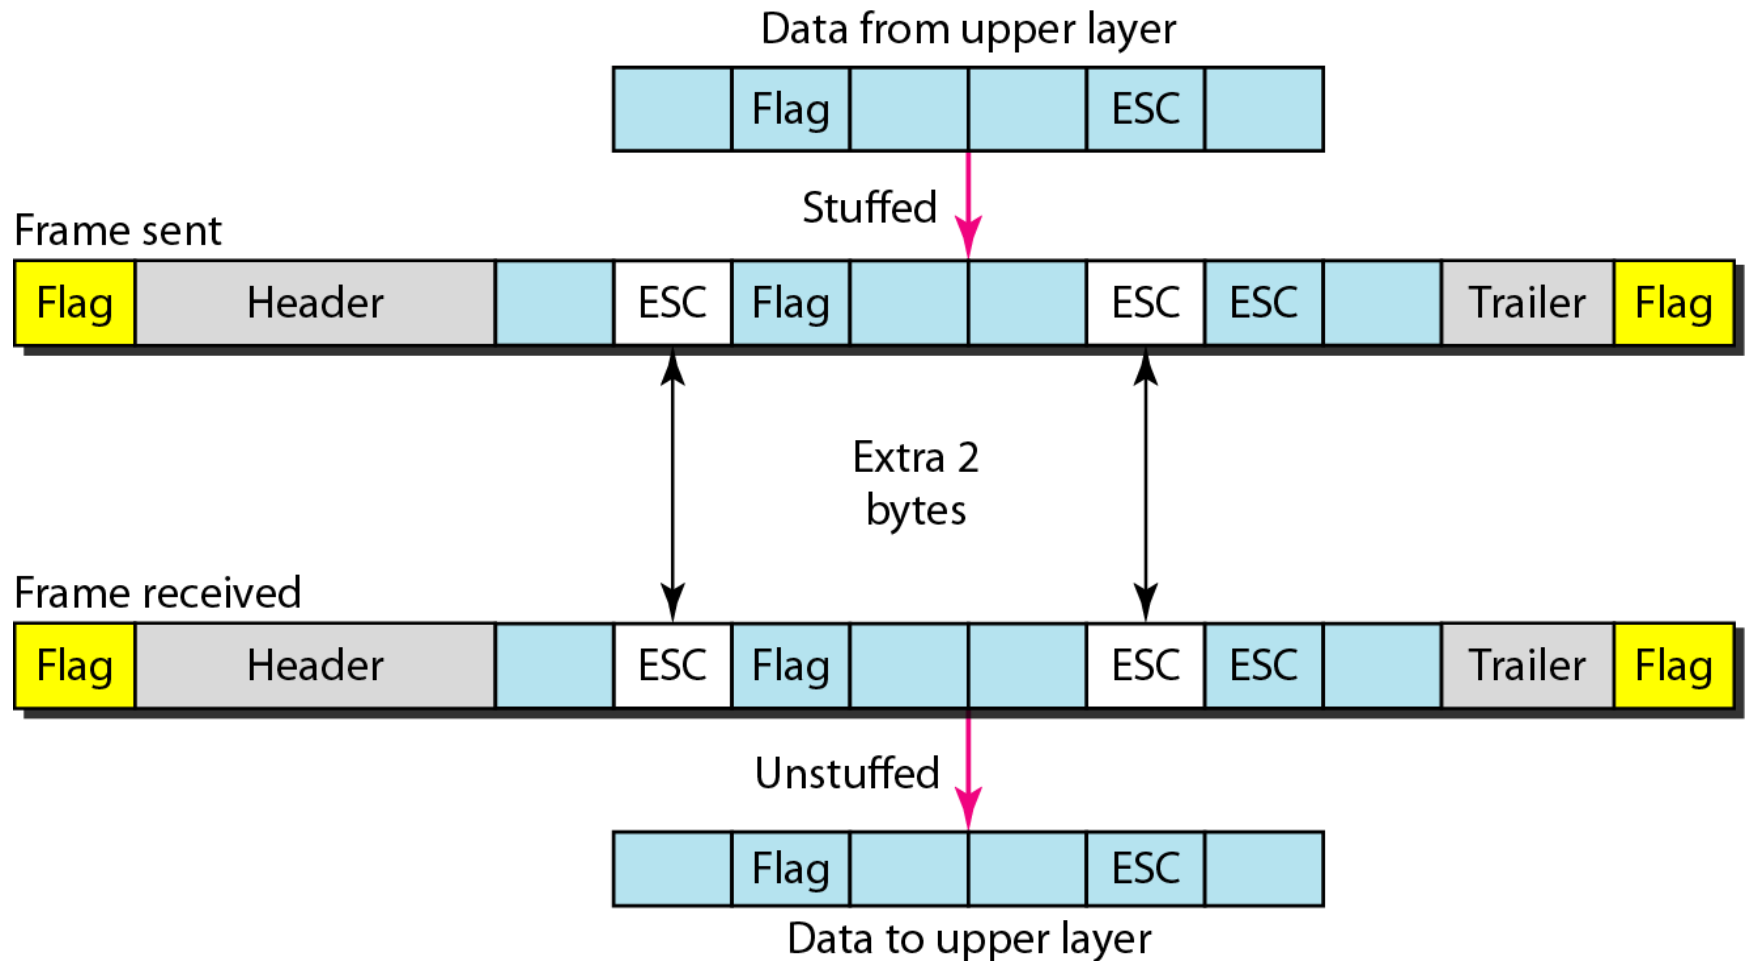 Data from upper layer
Flag ESC
Stuffed
Frame sent
Flag Header ESC Flag ESC ESC Trailer Flag
Extra 2
bytes
Frame received
Flag Header ESC Flag ESC ESC Trailer Flag
Unstuffed
Flag ESC
Data to upper layer